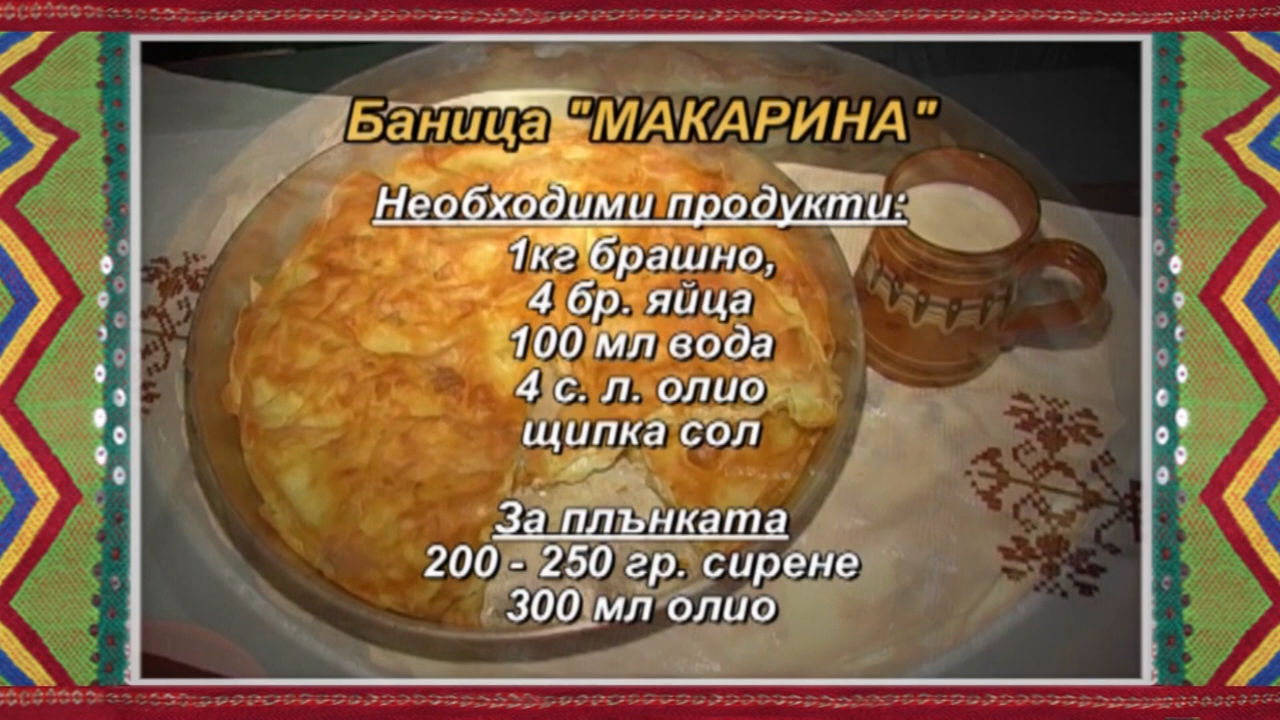 Баница "МАКАРИНА"
Необходими продукти:
1кг брашно,
4 бр. яйца
100 мл вода
4 с. л. олио
щипка сол
За плънката
200 - 250 гр. сирене
300 мл олио